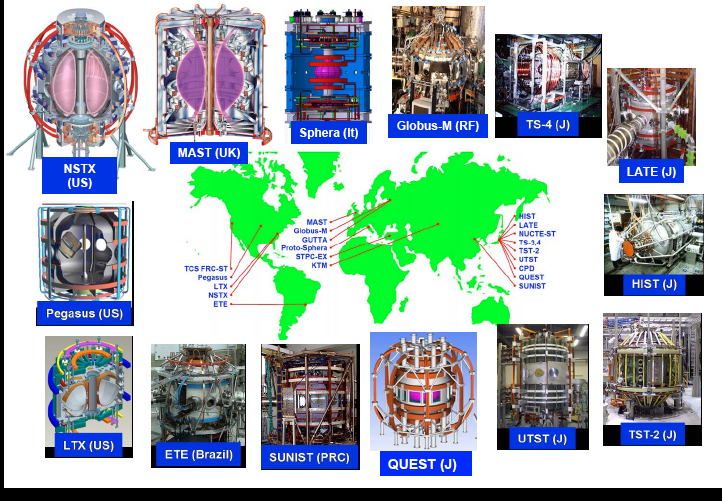 NSTX
(US)
MAST (UK)
Sphera (It)
Globus-M (RF)
TS-4 (J)
LATE (J)
MAST
Globus-M
GUTTA
Proto-Sphera
STPC-EX
KTM
HIST
LATE
NUCTE-ST
TS-3,4
TST-2
UTST
CPD
QUEST
SUNIST
TCS FRC-ST
Pegasus
LTX
NSTX
ETE
Pegasus (US)
HIST (J)
LTX (US)
ETE (Brazil)
SUNIST (PRC)
QUEST (J)
UTST (J)
TST-2 (J)